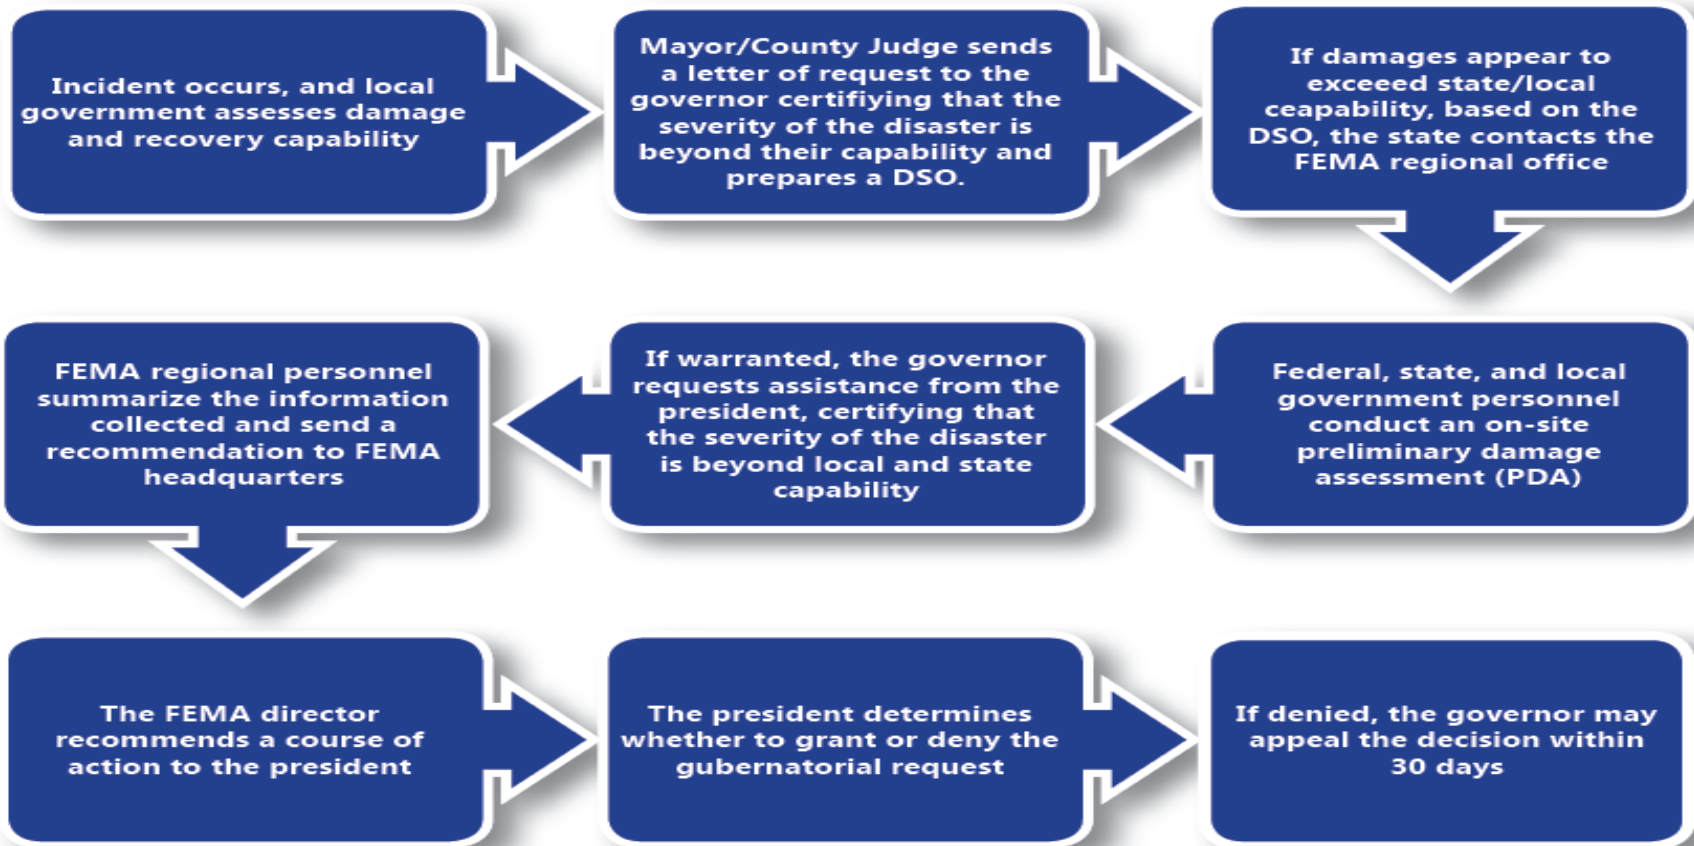 Incident occurs, and local
government assesses damage
and recovery capability
Mayor/County Judge sends
a letter of request to the
governor certifiying that the
severity of the disaster is
beyond their capability and
prepares a DSO.
If damages appear to
exceeed state/local
ceapability, based on the
DSO, the state contacts the
FEMA regional office
Federal, state, and local
government personnel
conduct an on-site
preliminary damage
assessment (PDA)
If warranted, the governor
requests assistance from the
president, certifying that
the severity of the disaster
is beyond local and state
capability
FEMA regional personnel
summarize the information
collected and send a
recommendation to FEMA
headquarters
The FEMA director
recommends a course of
action to the president
The president determines
whether to grant or deny the
gubernatorial request
If denied, the governor may
appeal the decision within
30 days